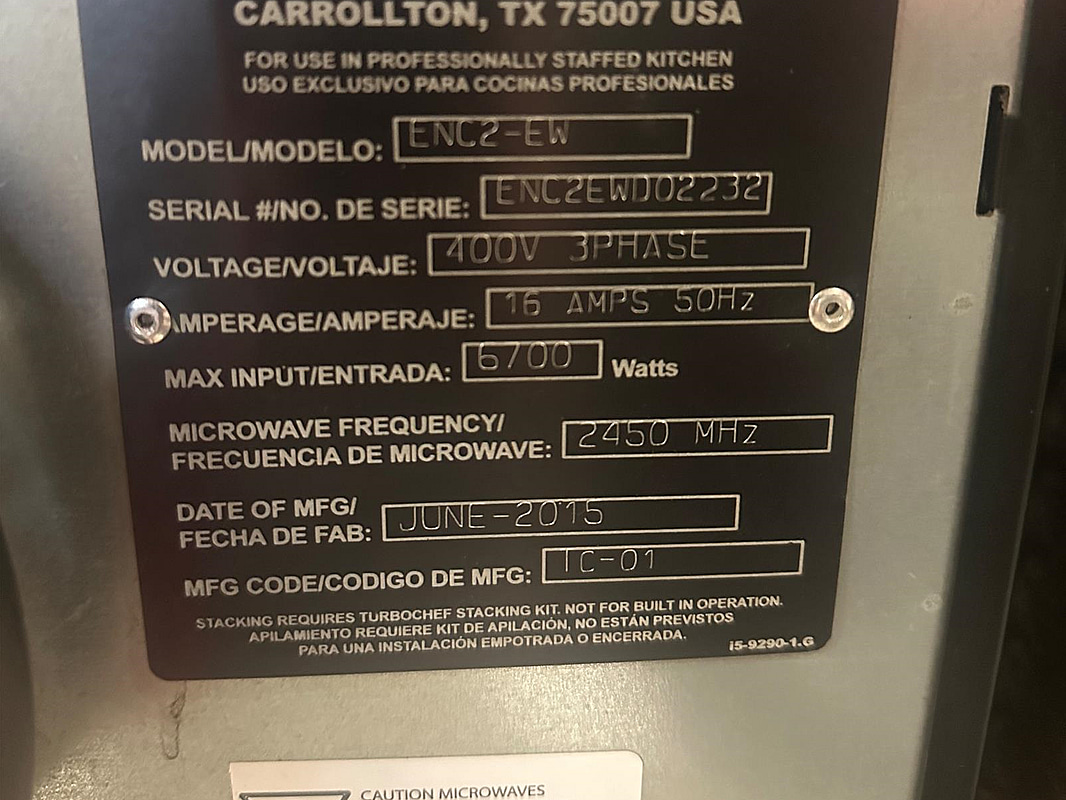 CARROLLTON, TX 75007 USA
FOR USE IN PROFESSIONALLY STAFFED KITCHEN
USO EXCLUSIVO PARA COCINAS PROFESIONALES
MODEL/MODELO: ENC2-EW
SERIAL #/NO. DE SERIE: ENC2EWD02232
VOLTAGE/VOLTAJE: 400V 3PHASE
AMPERAGE/AMPERAJE: 16 AMPS 50Hz
MAX INPUT/ENTRADA: 6700 Watts
MICROWAVE FREQUENCY/
FRECUENCIA DE MICROWAVE: 2450 MHz
DATE OF MFG/
FECHA DE FAB: JUNE-2015
MFG CODE/CODIGO DE MFG: TC-01
STACKING REQUIRES TURBOCHEF STACKING KIT. NOT FOR BUILT IN OPERATION.
APILAMIENTO REQUIERE KIT DE APILACIÓN, NO ESTÁN PREVISTOS
PARA UNA INSTALACIÓN EMPOTRADA O ENCERRADA.
i5-9290-1.G
CAUTION MICROWAVES